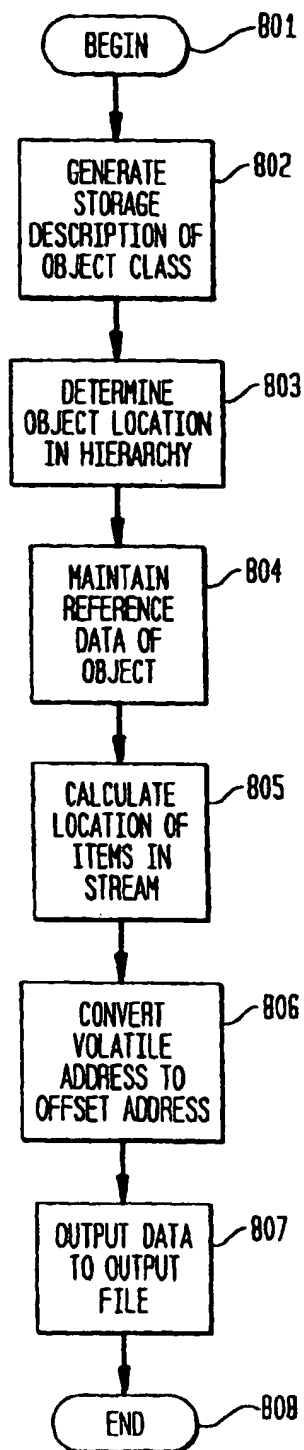 BEGIN
801
GENERATE
STORAGE
DESCRIPTION OF
OBJECT CLASS
802
DETERMINE
OBJECT LOCATION
IN HIERARCHY
803
MAINTAIN
REFERENCE
DATA OF
OBJECT
804
CALCULATE
LOCATION OF
ITEMS IN
STREAM
805
CONVERT
VOLATILE
ADDRESS TO
OFFSET ADDRESS
806
OUTPUT DATA
TO OUTPUT
FILE
807
END
808